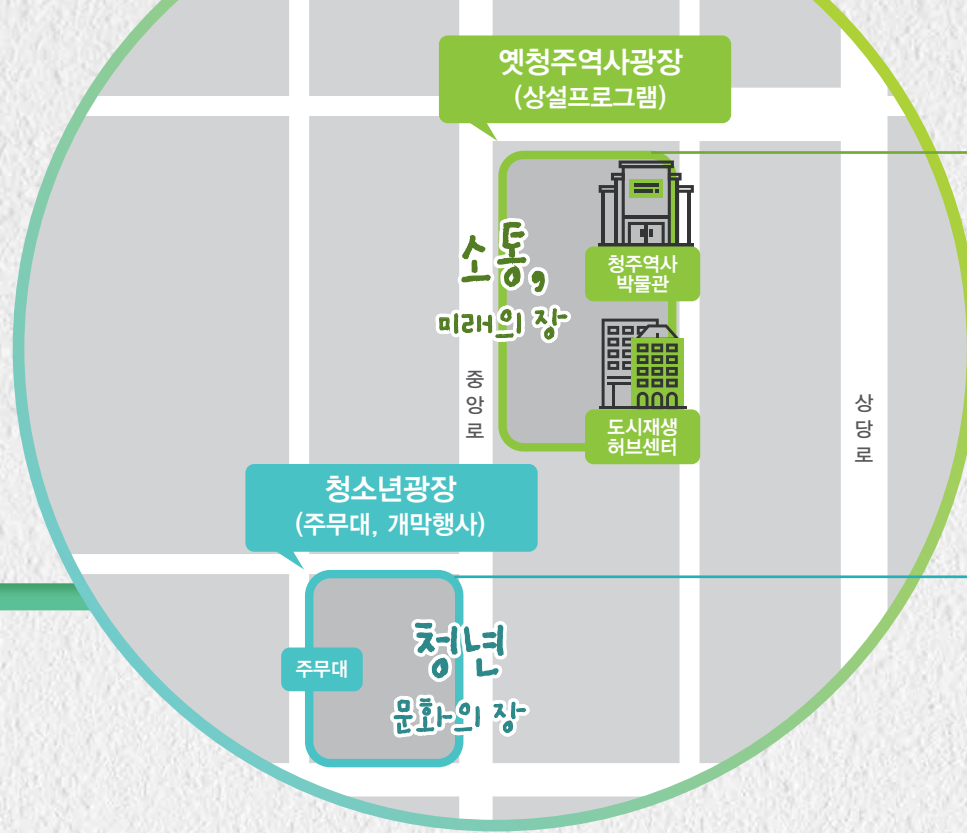 옛청주역사광장
(상설프로그램)
청주역사
박물관
소통,
미래의 장
도시재생
허브센터
중앙로
상당로
청소년광장
(주무대, 개막행사)
주무대
청년
문화의 장